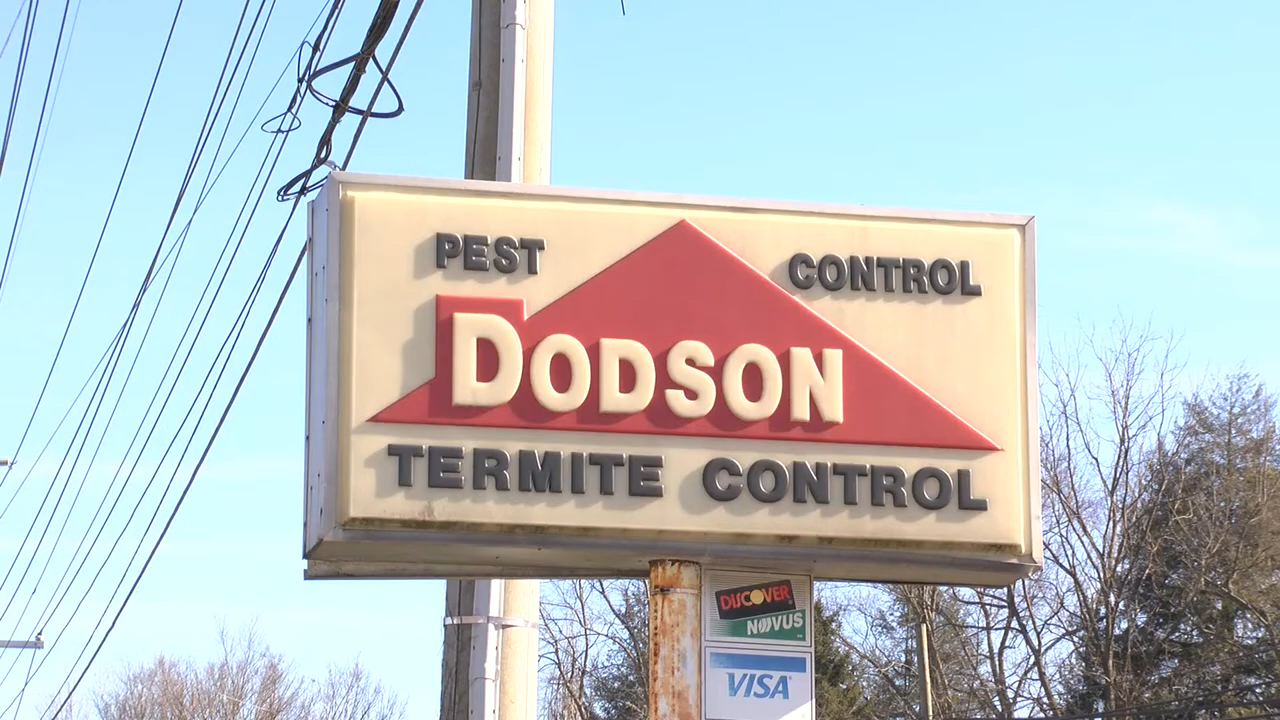 PEST CONTROL
DODSON
TERMITE CONTROL
DISCOVER
NOVUS
VISA